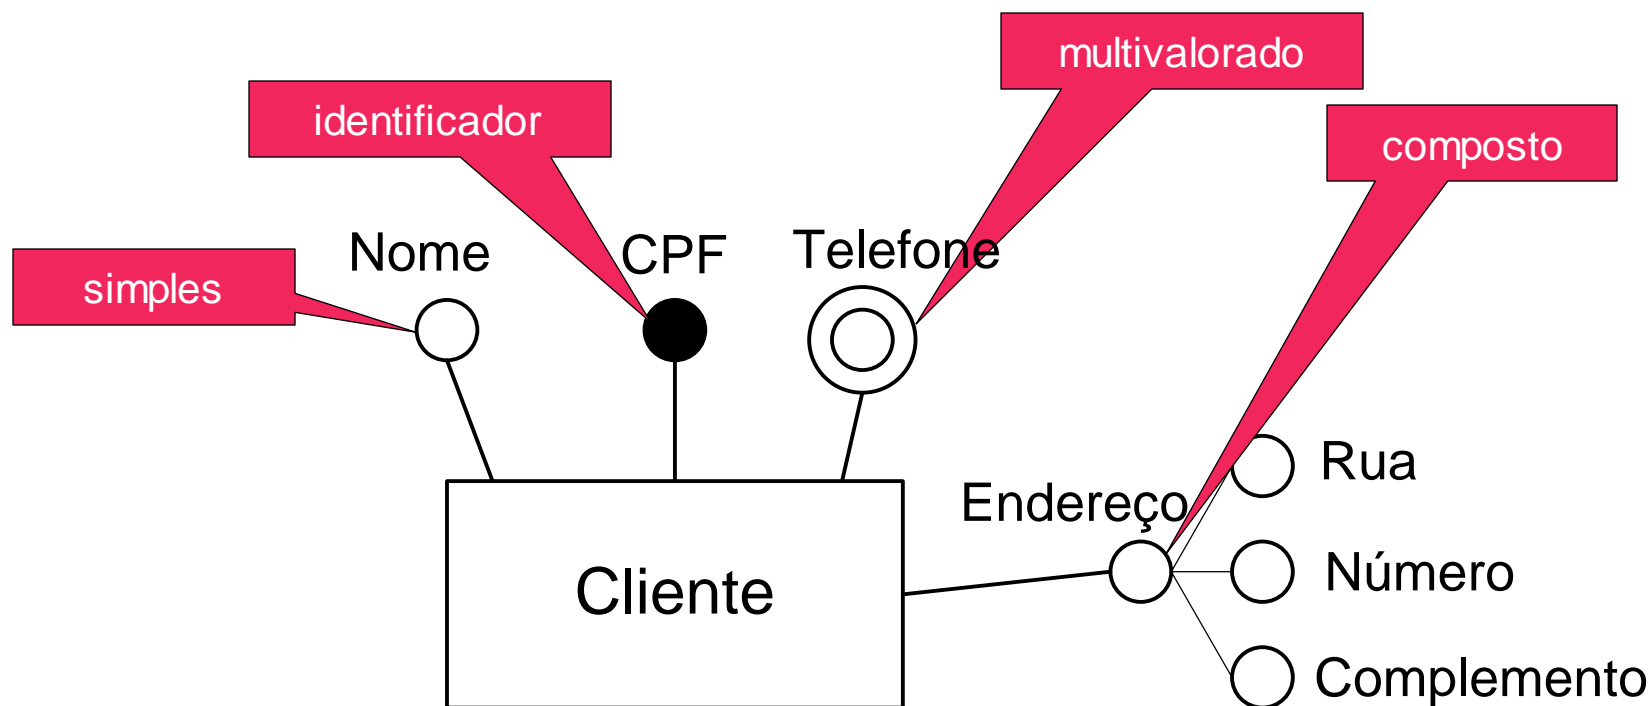 multivalorado
identificador
composto
Nome
CPF
Telefone
simples
Rua
Endereço
Número
Cliente
Complemento